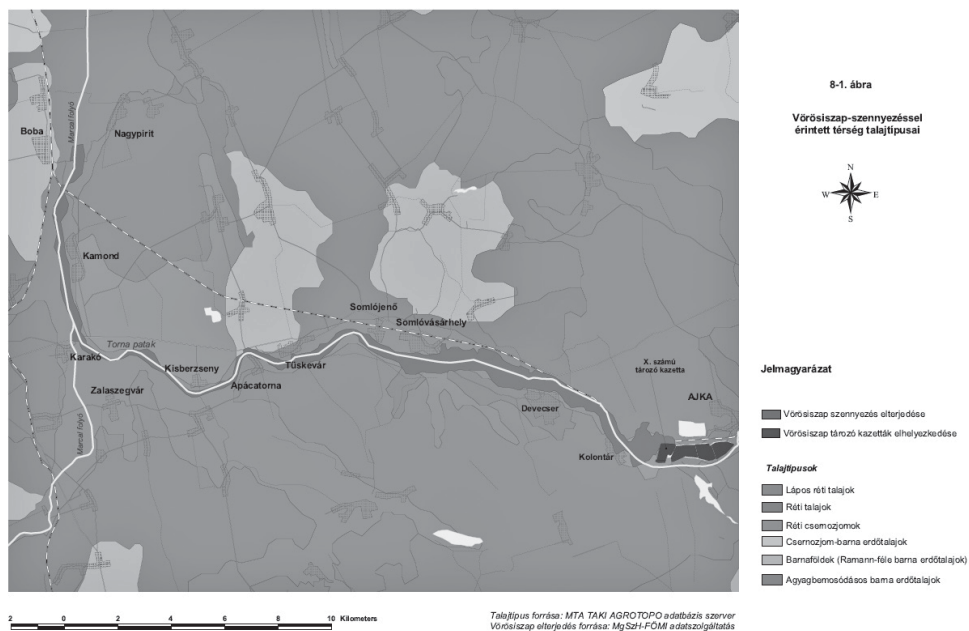 8-1. ábra
Vörösiszap-szennyezéssel
érintett térség talajtipusai
N
W E
S
Boba
Marcal folyó
Nagypirit
Kamond
Somlójenő
Somlóvásárhely
Torna patak
Karakó
Kisberzseny
Tüskevár
Zalaszegvár
Apácatorna
Marcal folyó
Devecser
X. számú
tározó kazetta
AJKA
Kolontár
Jelmagyarázat
Vörösiszap szennyezés elterjedése
Vörösiszap tározó kazetták elhelyezkedése
Talajtípusok
Lápos réti talajok
Réti talajok
Réti csernozjomok
Csernozjom-barna erdőtalajok
Barnaföldek (Ramann-féle barna erdőtalajok)
Agyagbemosódásos barna erdőtalajok
2 0 2 4 6 8 10 Kilometers
Talajtípus forrása: MTA TAKI AGROTOPO adatbázis szerver
Vörösiszap elterjedés forrása: MgSzH-FÖMI adatszolgáltatás